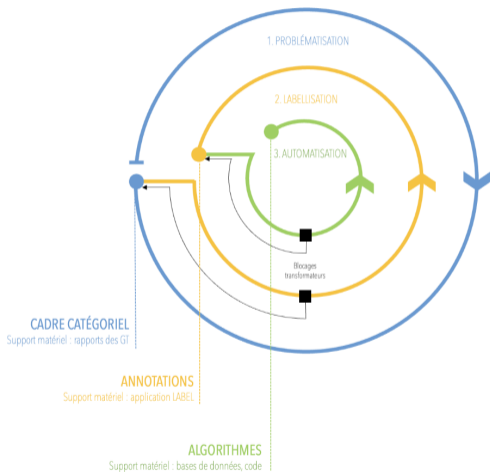 1. PROBLÉMATISATION
2. LABELLISATION
3. AUTOMATISATION
Blocages
transformateurs
CADRE CATÉGORIEL
Support matériel : rapports des GT
ANNOTATIONS
Support matériel : application LABEL
ALGORITHMES
Support matériel : bases de données, code